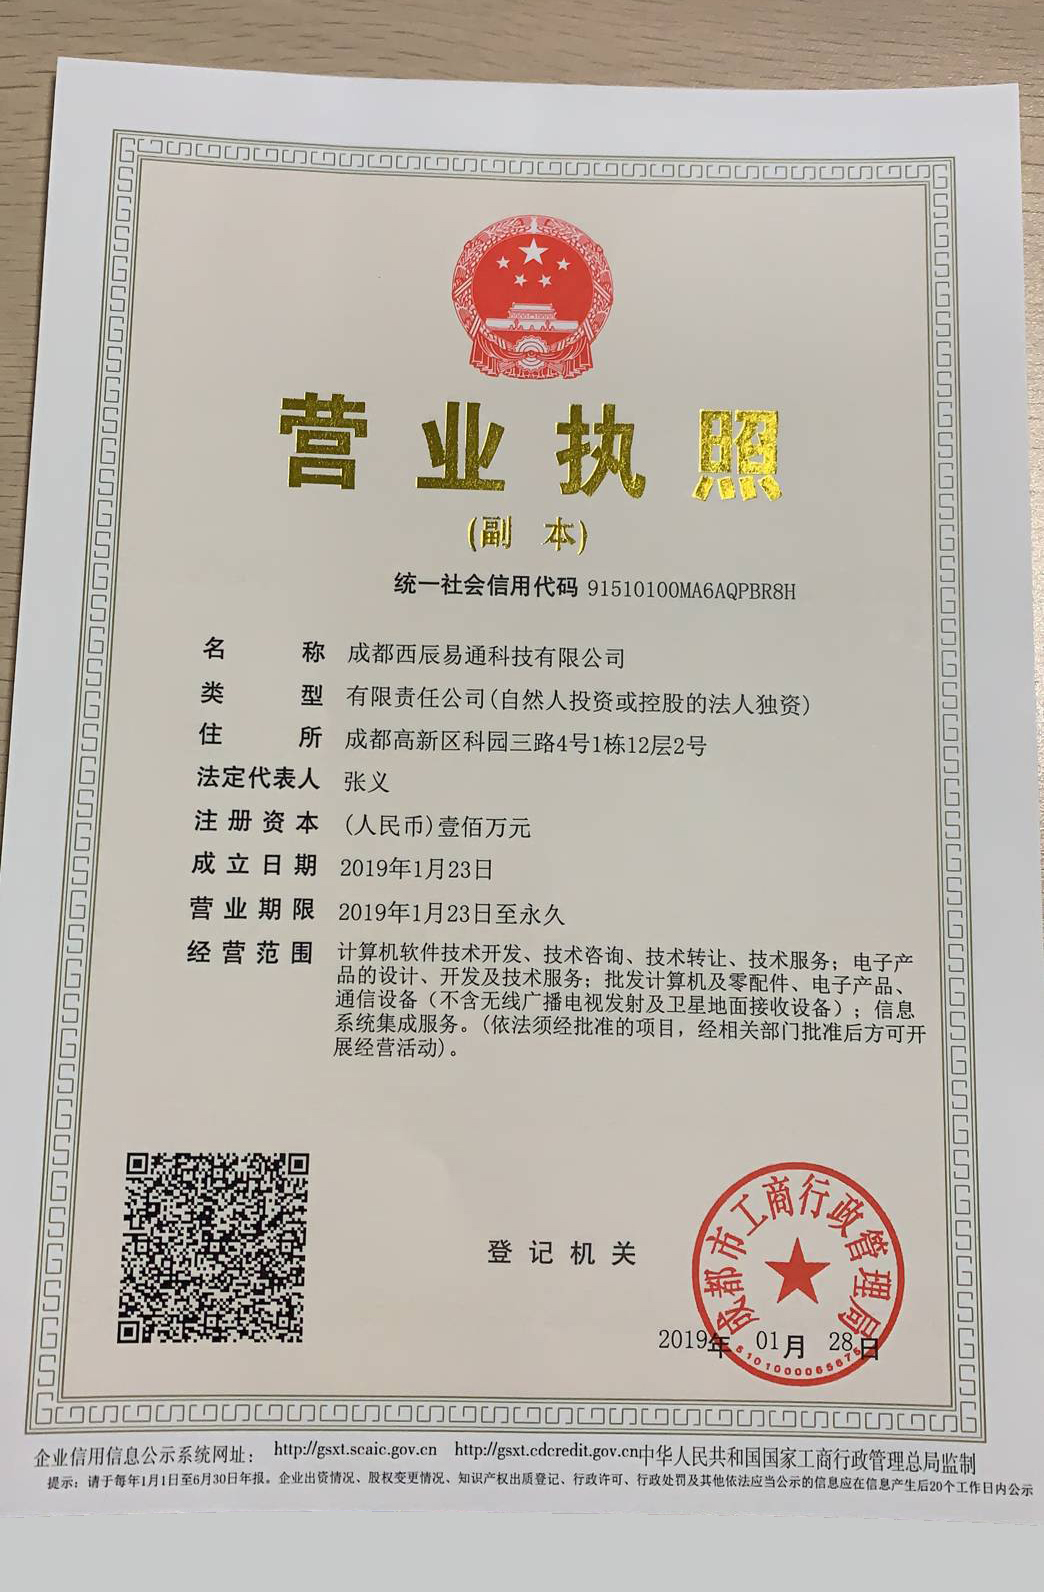 营业执照
(副 本)
统一社会信用代码 91510100MA6AQPBR8H
名 称 成都西辰易通科技有限公司
类 型 有限责任公司(自然人投资或控股的法人独资)
住 所 成都高新区科园三路4号1栋12层2号
法定代表人 张义
注册资本 (人民币)壹佰万元
成立日期 2019年1月23日
营业期限 2019年1月23日至永久
经营范围 计算机软件技术开发、技术咨询、技术转让、技术服务；电子产
品的设计、开发及技术服务；批发计算机及零配件、电子产品、
通信设备（不含无线广播电视发射及卫星地面接收设备）；信息
系统集成服务。(依法须经批准的项目，经相关部门批准后方可开
展经营活动)。
登记机关
成都市工商行政管理局
2019年 01月 28日
5101000065675
企业信用信息公示系统网址： http://gsxt.scaic.gov.cn http://gsxt.cdcredit.gov.cn中华人民共和国国家工商行政管理总局监制
提示：请于每年1月1日至6月30日年报。企业出资情况、股权变更情况、知识产权出质登记、行政许可、行政处罚及其他依法应当公示的信息应在信息产生后20个工作日内公示